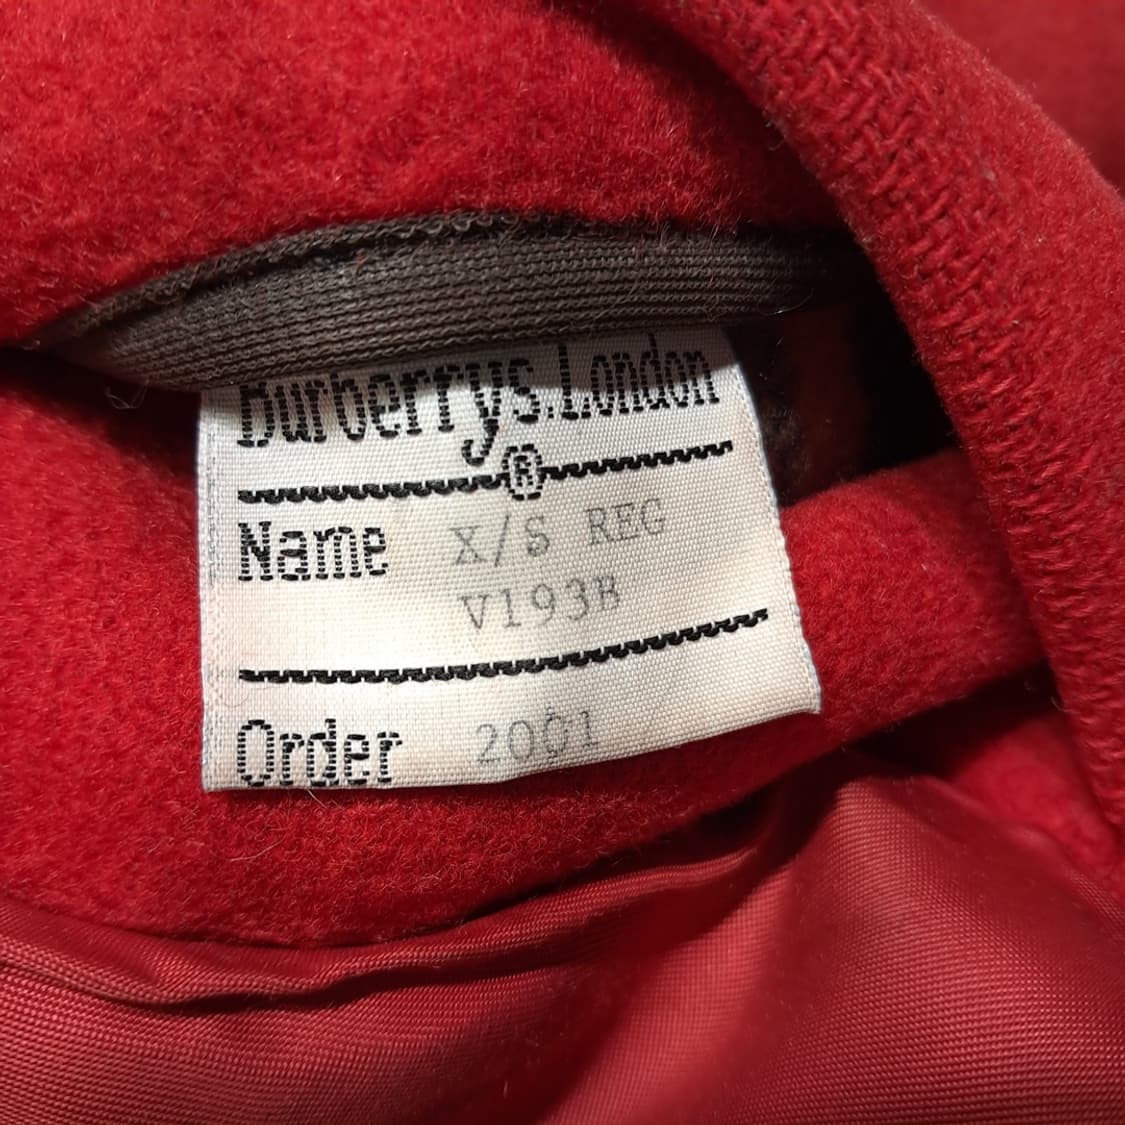 Burberrys. London
®
Name X/S REG
V193B
Order 2001